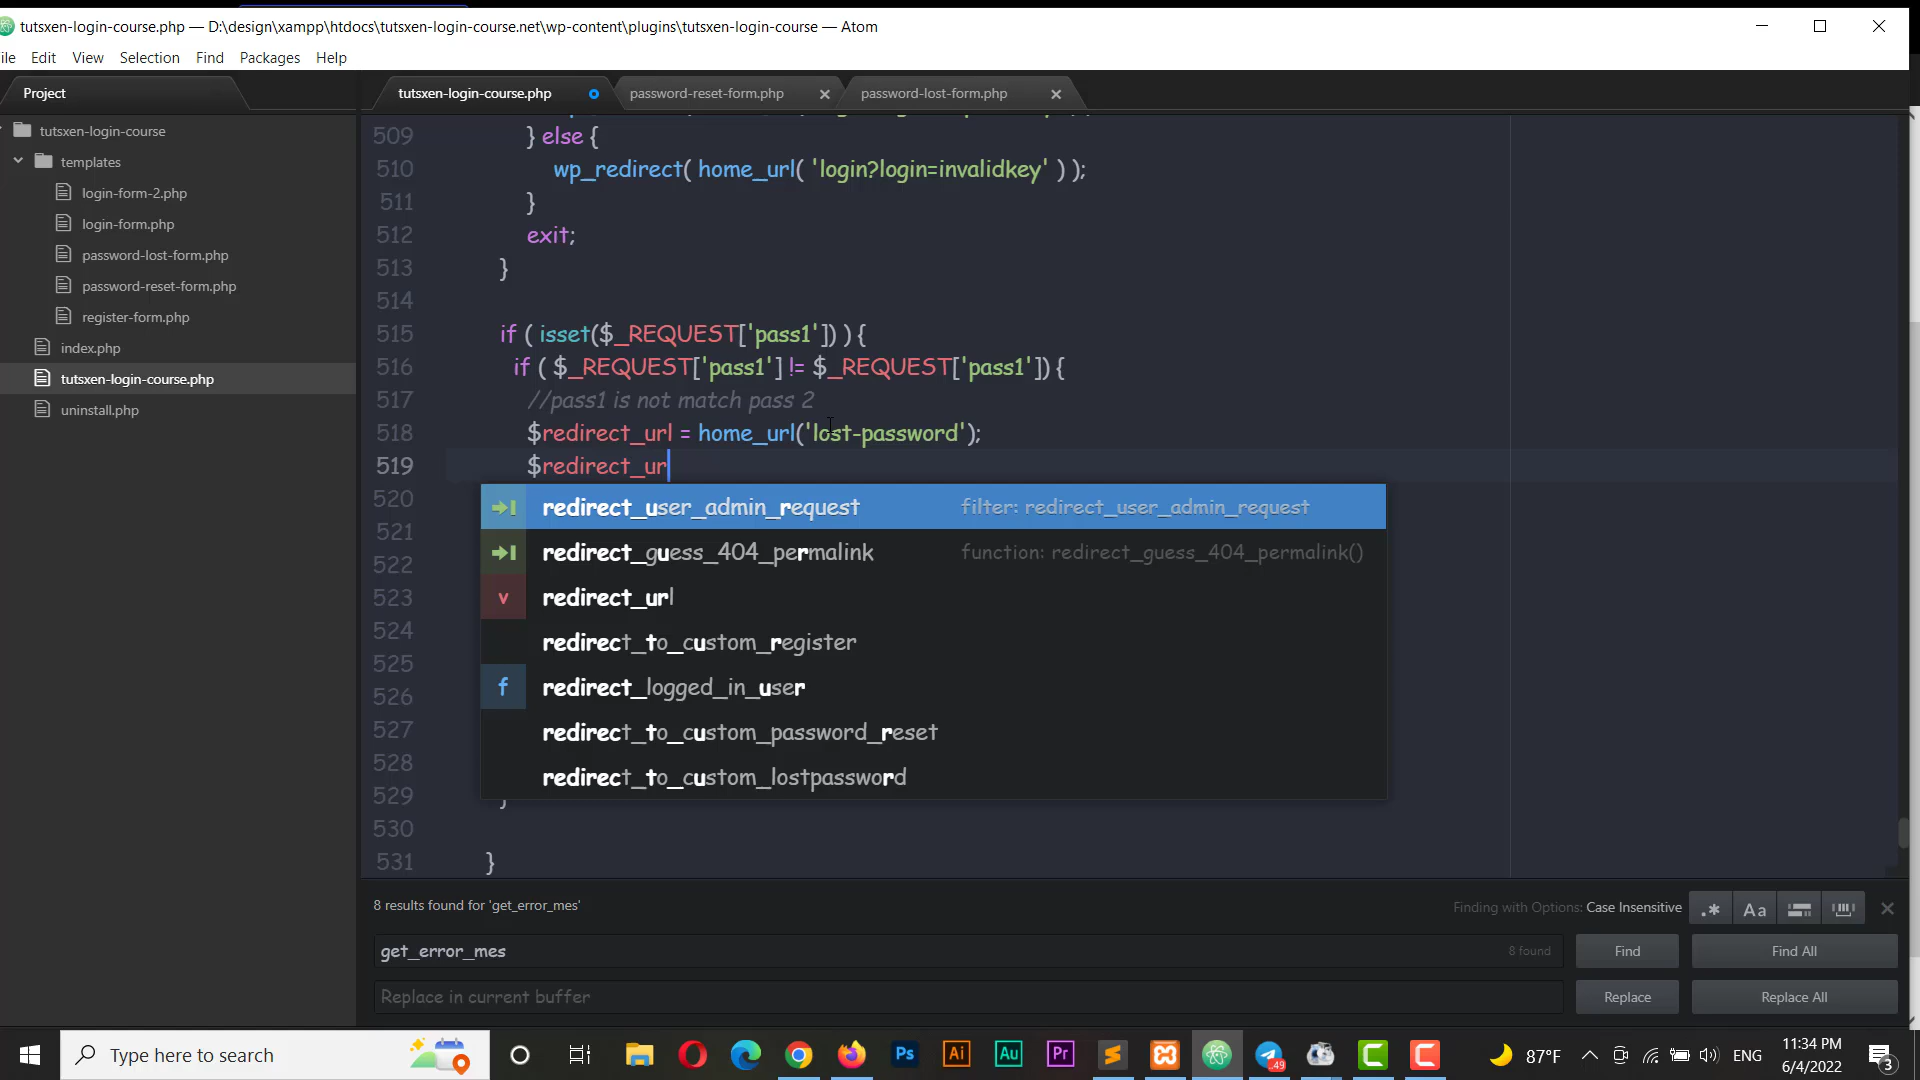 tutsxen-login-course.php — D:\design\xampp\htdocs\tutsxen-login-course.net\wp-content\plugins\tutsxen-login-course — Atom
ile Edit View Selection Find Packages Help
Project
tutsxen-login-course.php
password-reset-form.php
password-lost-form.php
tutsxen-login-course
templates
login-form-2.php
login-form.php
password-lost-form.php
password-reset-form.php
register-form.php
index.php
tutsxen-login-course.php
uninstall.php
509 } else {
510 wp_redirect( home_url( 'login?login=invalidkey' ) );
511 }
512 exit;
513 }
514
515 if ( isset($_REQUEST['pass1']) ) {
516 if ( $_REQUEST['pass1'] != $_REQUEST['pass1']) {
517 //pass1 is not match pass 2
518 $redirect_url = home_url('lost-password');
519 $redirect_ur
520
521
522
523
524
525
526
527
528
529 }
530
531 }
redirect_user_admin_request filter: redirect_user_admin_request
redirect_guess_404_permalink function: redirect_guess_404_permalink()
v redirect_url
redirect_to_custom_register
f redirect_logged_in_user
redirect_to_custom_password_reset
redirect_to_custom_lostpassword
8 results found for 'get_error_mes'
Finding with Options: Case Insensitive
.* Aa
get_error_mes
8 found
Find
Find All
Replace in current buffer
Replace
Replace All
Type here to search
Ps
Ai
Au
Pr
49
87°F
ENG
11:34 PM
6/4/2022
3